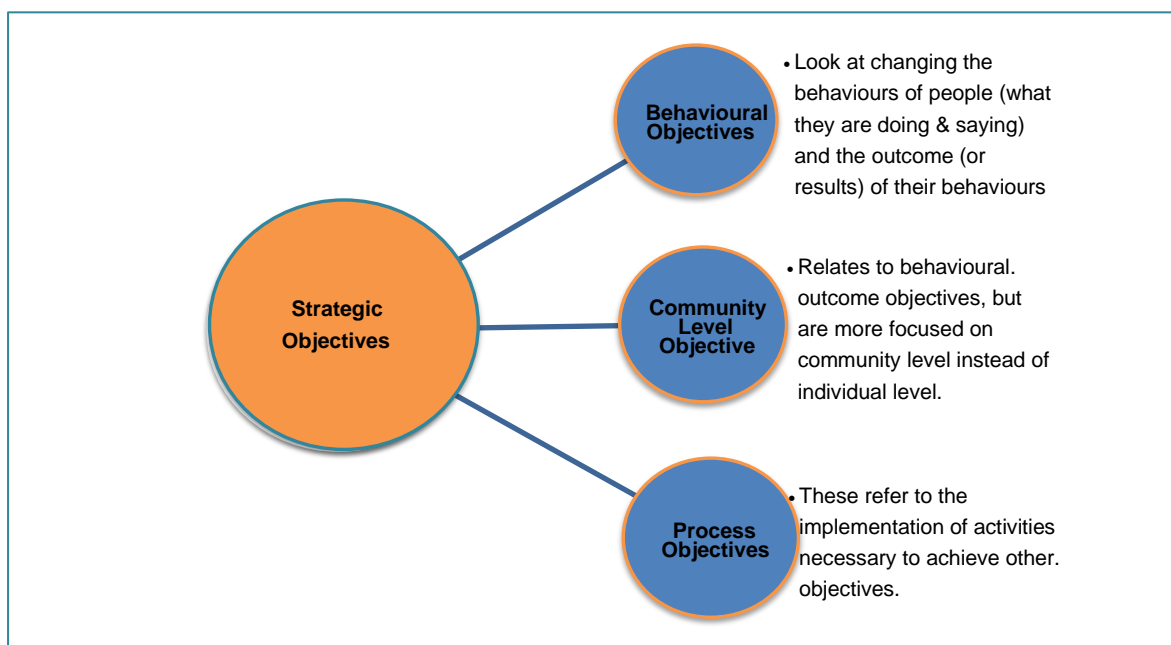 Strategic
Objectives
Behavioural
Objectives
• Look at changing the
behaviours of people (what
they are doing & saying)
and the outcome (or
results) of their behaviours
Community
Level
Objective
• Relates to behavioural.
outcome objectives, but
are more focused on
community level instead of
individual level.
Process
Objectives
• These refer to the
implementation of activities
necessary to achieve other.
objectives.